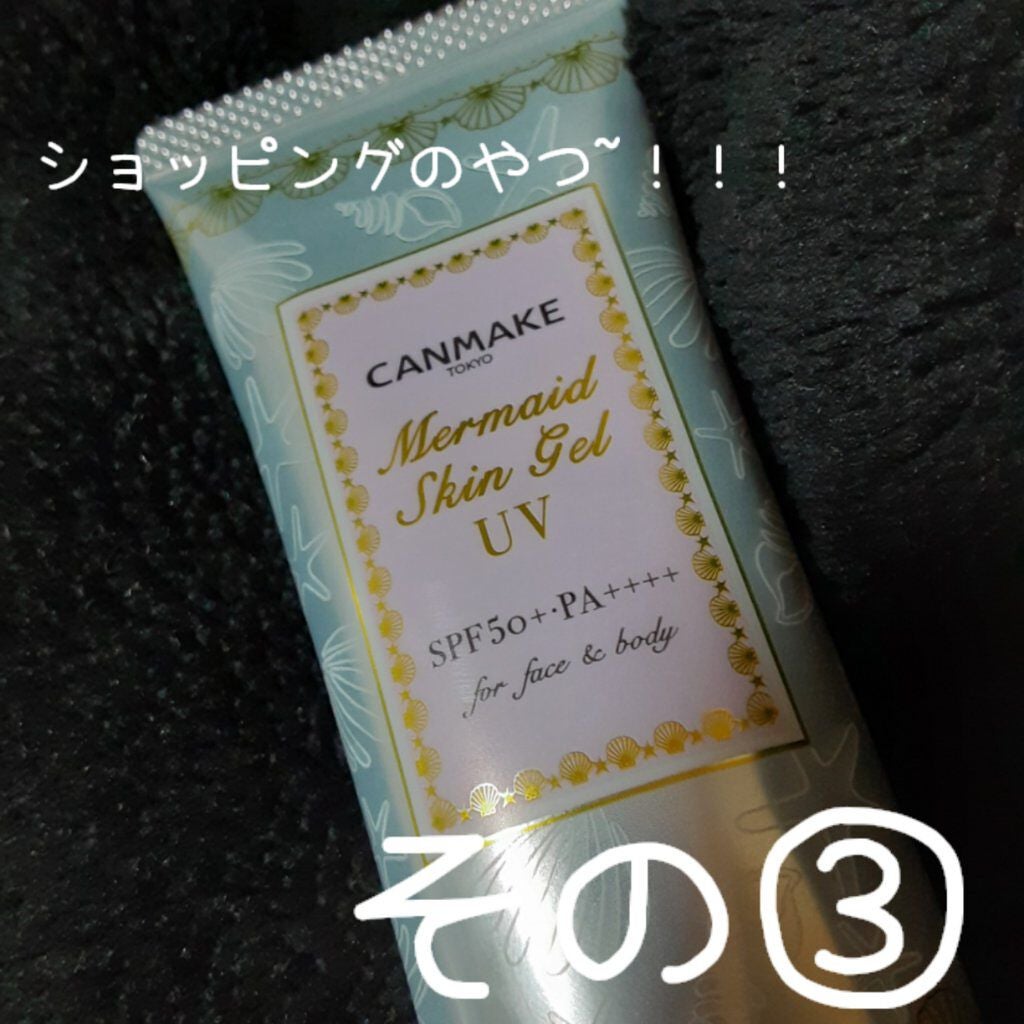 ショッピングのやつ~！！！
CANMAKE
TOKYO
Mermaid
Skin Gel
UV
SPF50+・PA++++
for face & body
その③